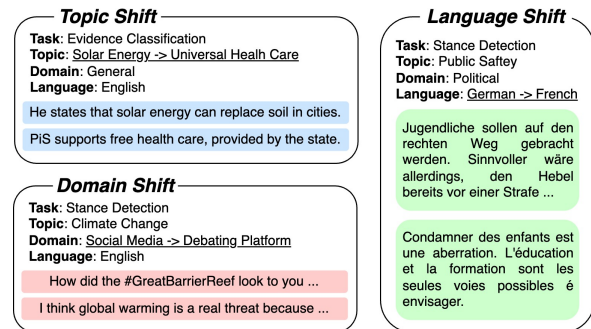 Topic Shift
Task: Evidence Classification
Topic: Solar Energy -> Universal Healh Care
Domain: General
Language: English
He states that solar energy can replace soil in cities.
PiS supports free health care, provided by the state.
Domain Shift
Task: Stance Detection
Topic: Climate Change
Domain: Social Media -> Debating Platform
Language: English
How did the #GreatBarrierReef look to you ...
I think global warming is a real threat because ...
Language Shift
Task: Stance Detection
Topic: Public Saftey
Domain: Political
Language: German -> French
Jugendliche sollen auf den
rechten Weg gebracht
werden. Sinnvoller wäre
allerdings, den Hebel
bereits vor einer Strafe ...
Condamner des enfants est
une aberration. L'éducation
et la formation sont les
seules voies possibles é
envisager.